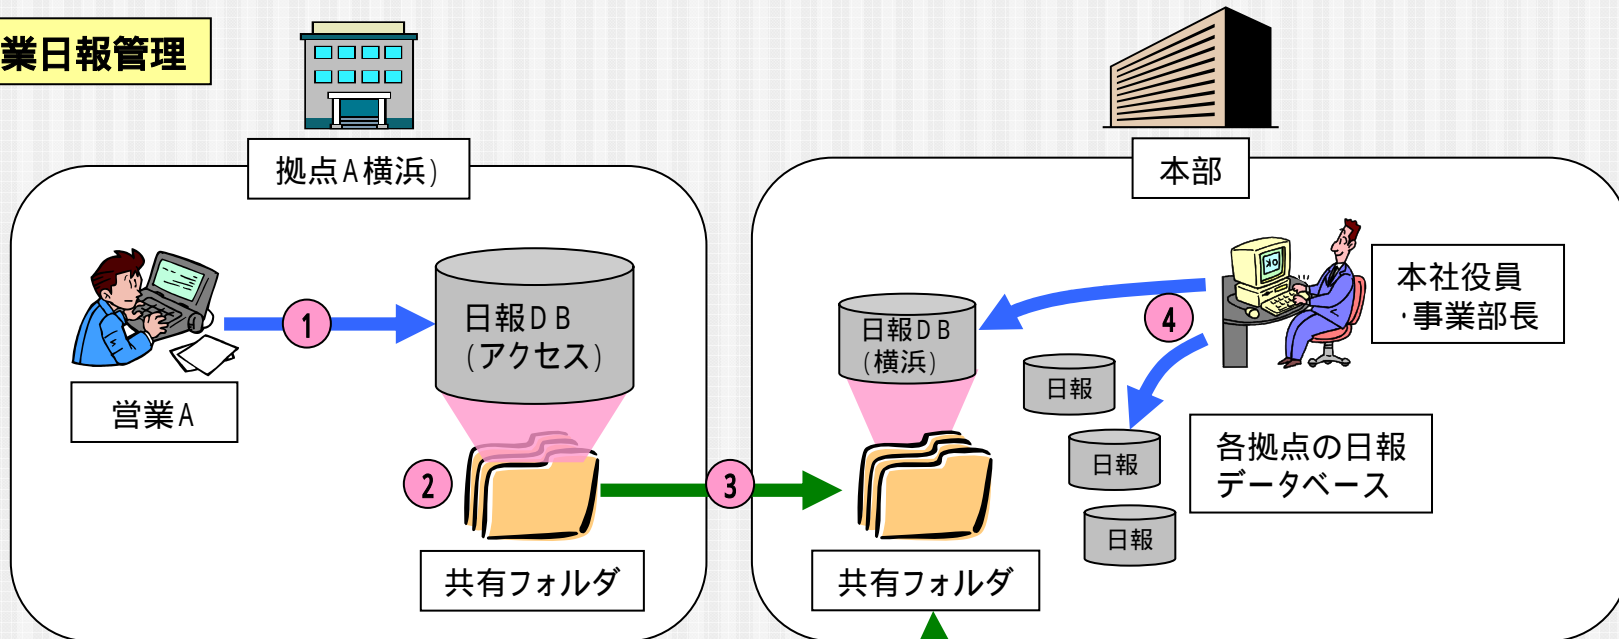 業日報管理
拠点A横浜)
本部
営業A
1
日報DB
(アクセス)
2
共有フォルダ
3
日報DB
(横浜)
共有フォルダ
4
本社役員
・事業部長
日報
日報
日報
各拠点の日報
データベース
OK